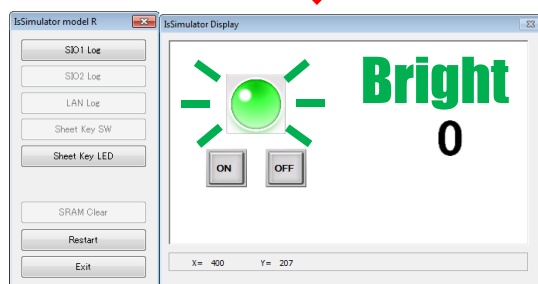 IsSimulator model R
SIO1 Log
SIO2 Log
LAN Log
Sheet Key SW
Sheet Key LED
SRAM Clear
Restart
Exit
IsSimulator Display
Bright
0
ON OFF
X= 400 Y= 207